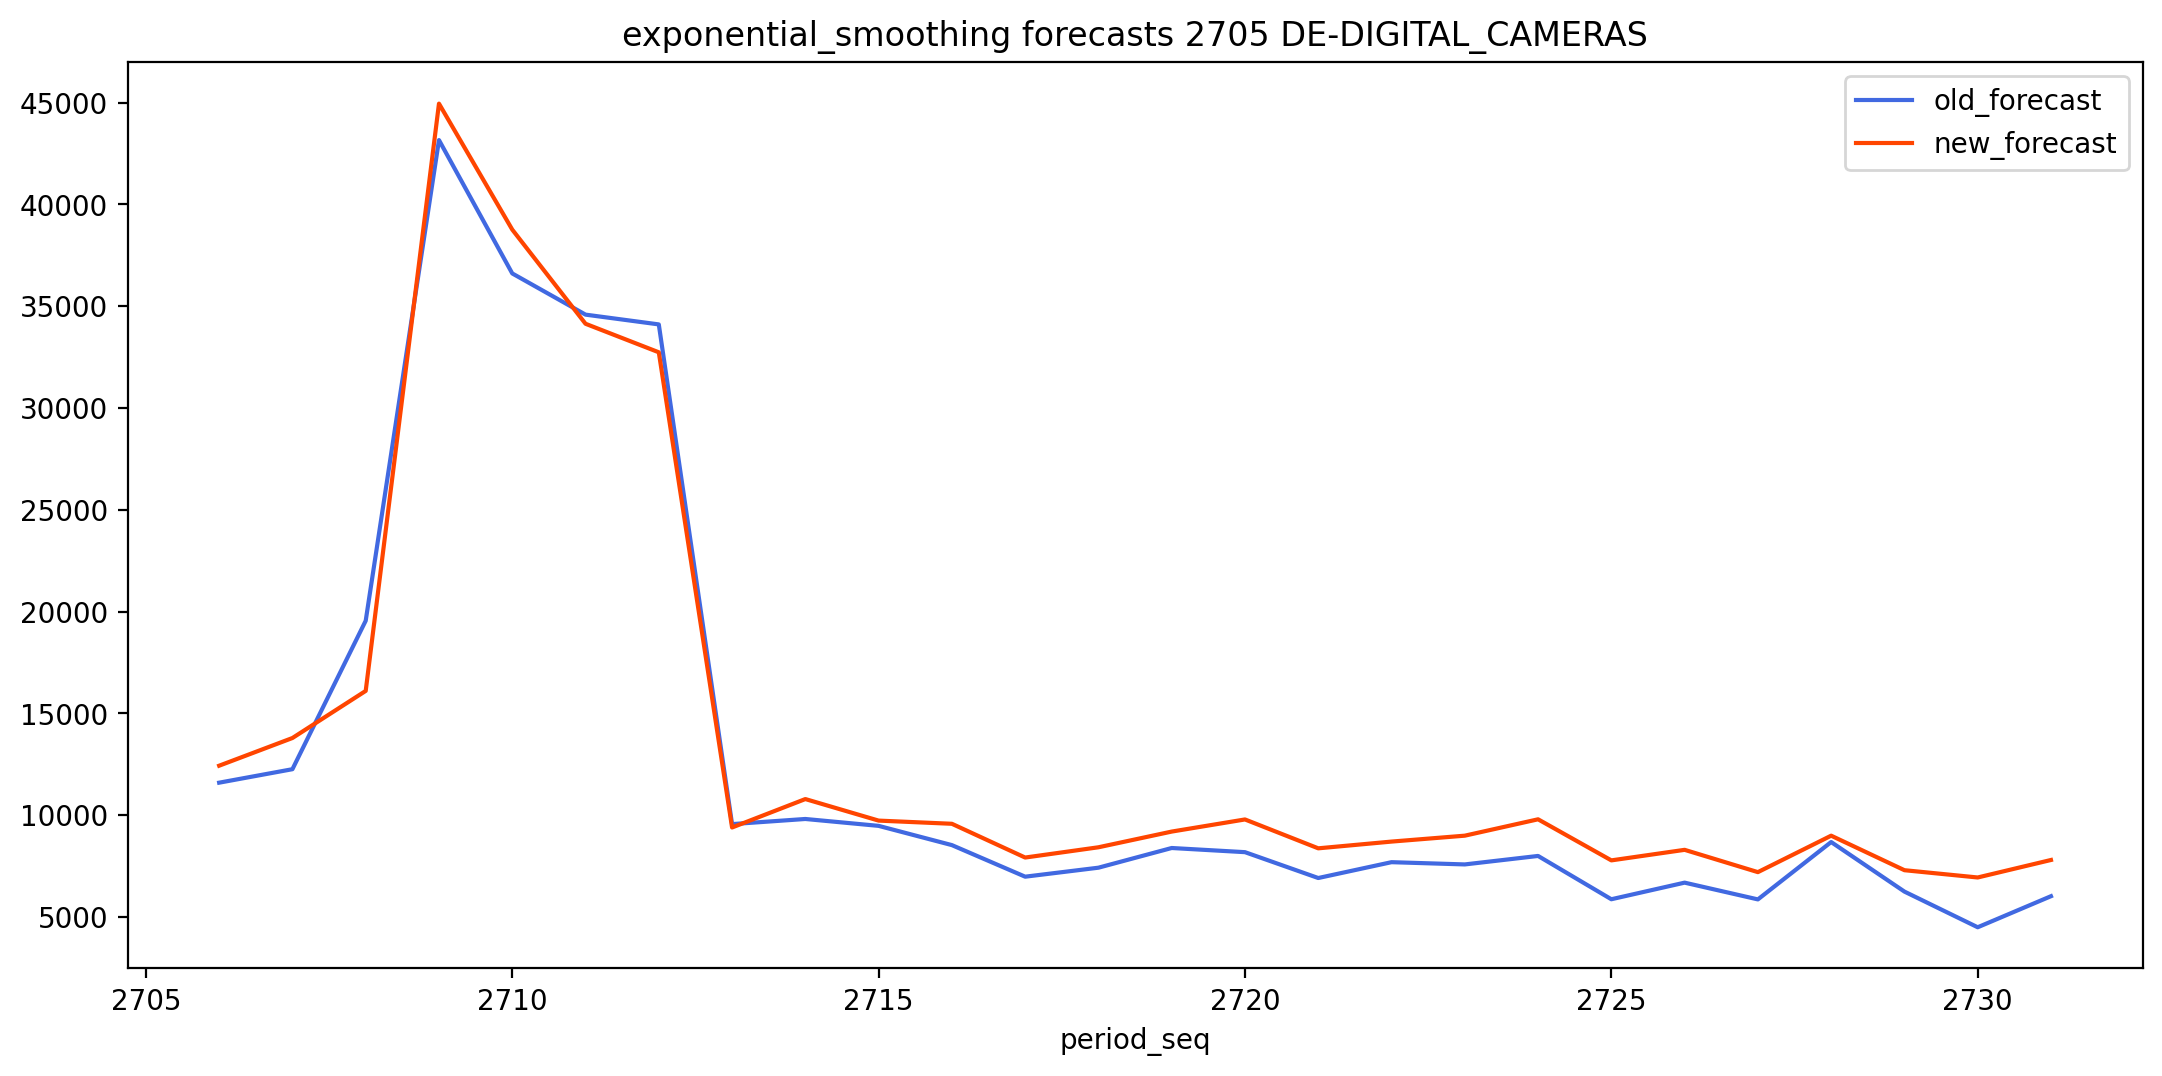 exponential_smoothing forecasts 2705 DE-DIGITAL_CAMERAS
old_forecast
new_forecast
45000
40000
35000
30000
25000
20000
15000
10000
5000
2705 2710 2715 2720 2725 2730
period_seq